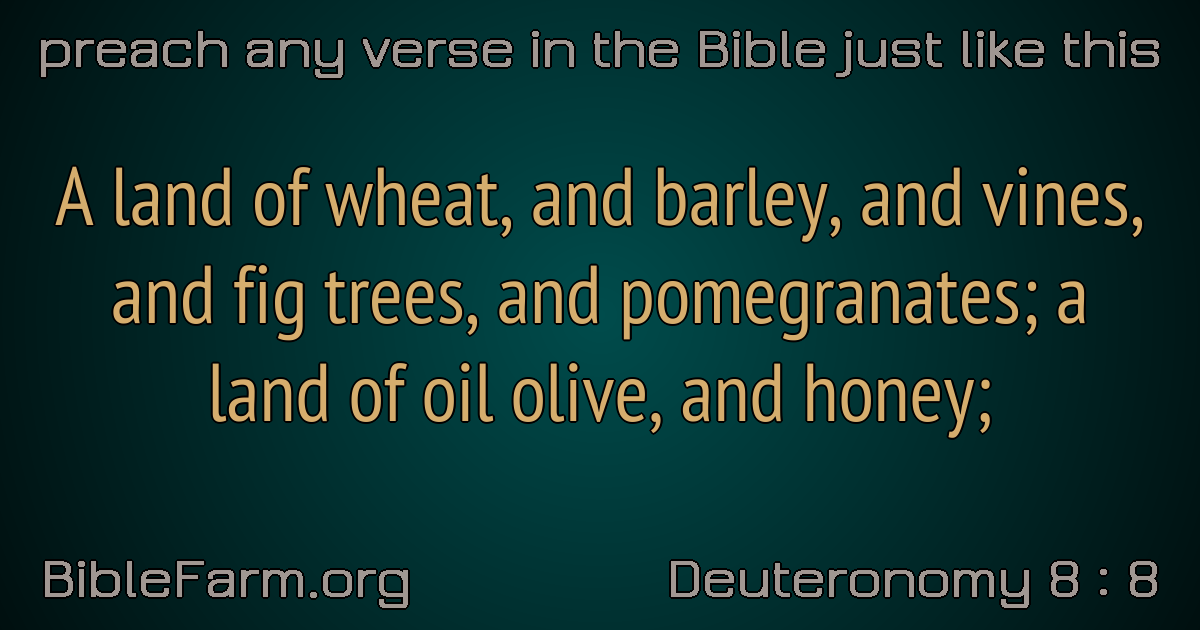 preach any verse in the Bible just like this
A land of wheat, and barley, and vines,
and fig trees, and pomegranates; a
land of oil olive, and honey;
BibleFarm.org
Deuteronomy 8 : 8